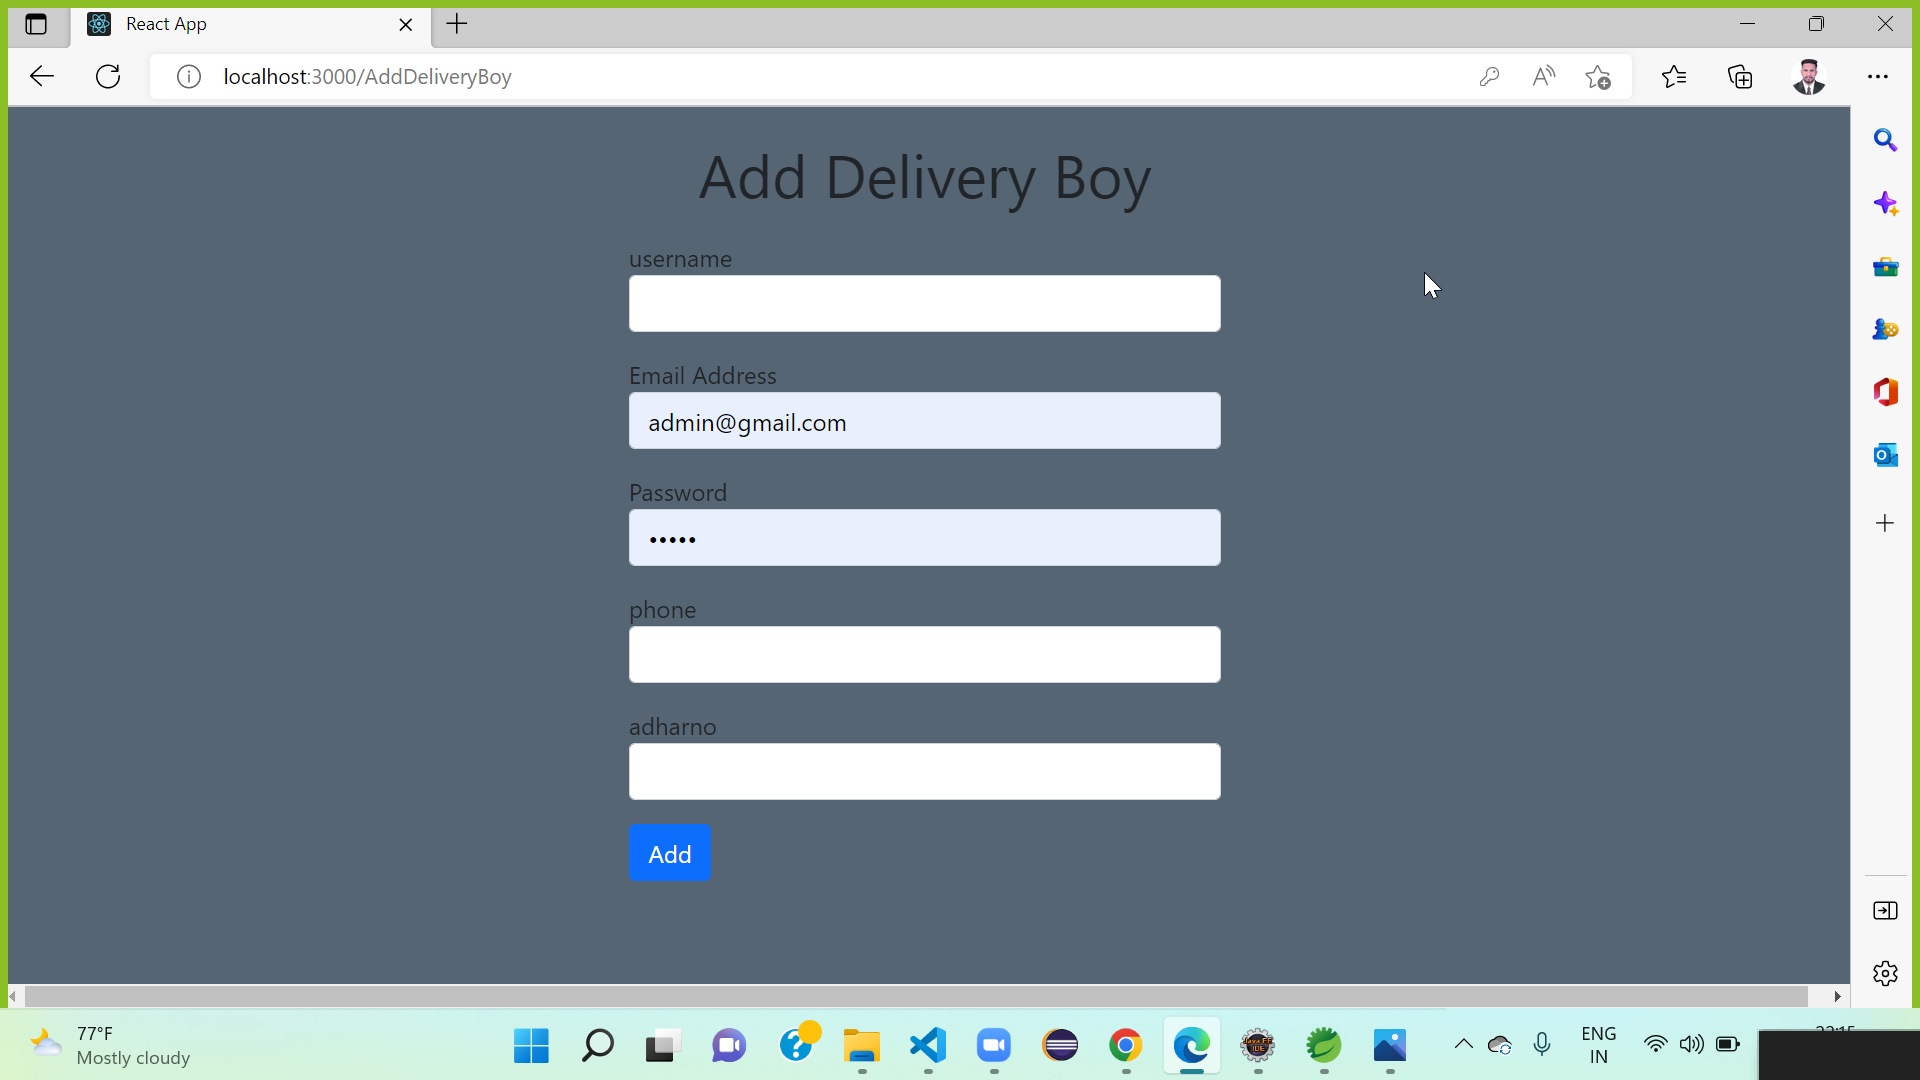 React App
localhost:3000/AddDeliveryBoy
Add Delivery Boy
username
Email Address
admin@gmail.com
Password
•••••
phone
adharno
Add
77°F
Mostly cloudy
ENG
IN